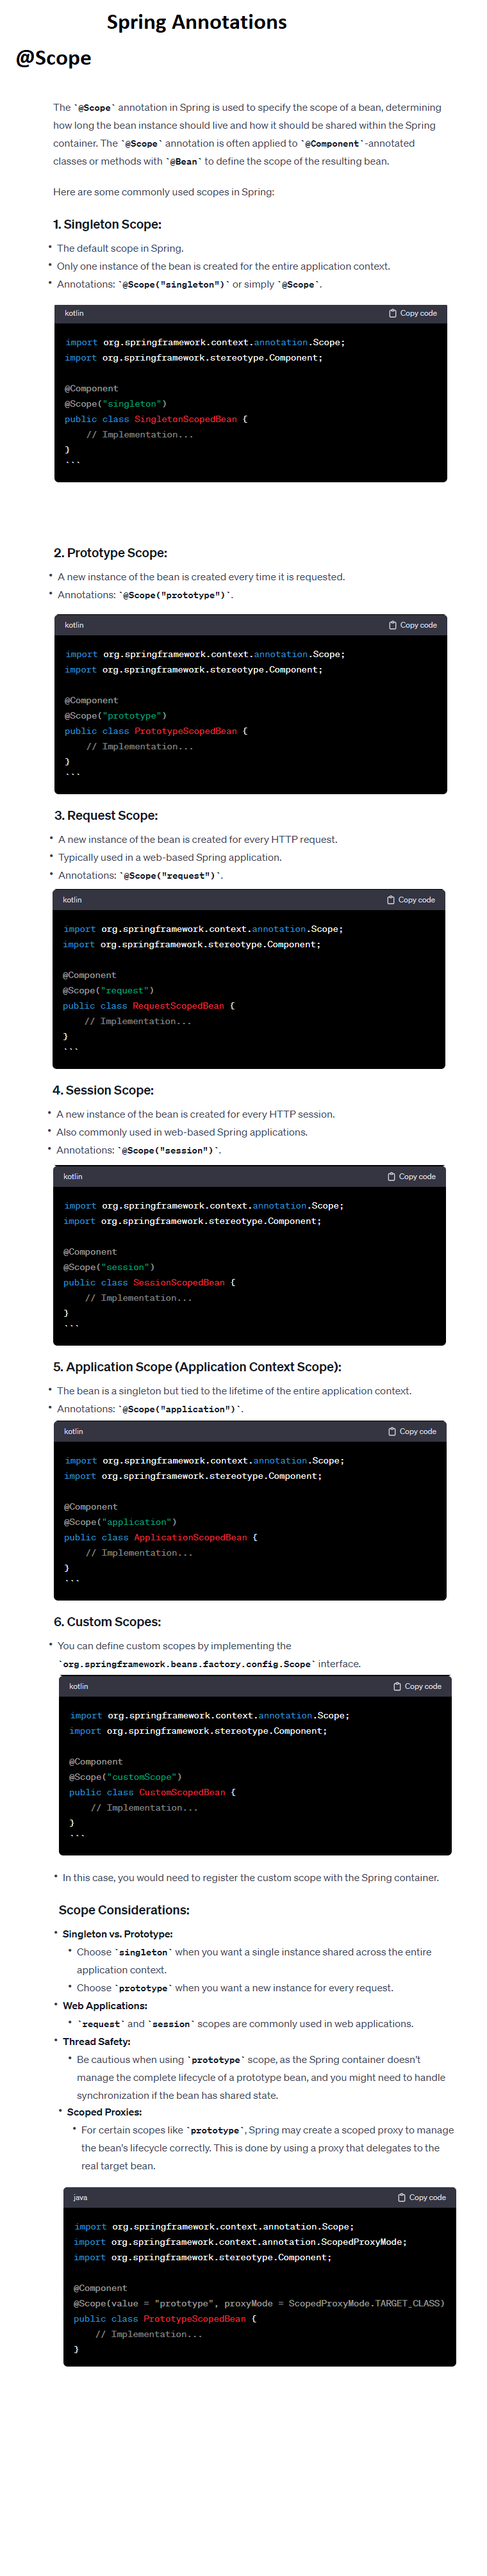 Spring Annotations
@Scope
The `@Scope` annotation in Spring is used to specify the scope of a bean, determining
how long the bean instance should live and how it should be shared within the Spring
container. The `@Scope` annotation is often applied to `@Component`-annotated
classes or methods with `@Bean` to define the scope of the resulting bean.
Here are some commonly used scopes in Spring:
1. Singleton Scope:
• The default scope in Spring.
• Only one instance of the bean is created for the entire application context.
• Annotations: `@Scope("singleton")` or simply `@Scope`.
kotlin Copy code
import org.springframework.context.annotation.Scope;
import org.springframework.stereotype.Component;
@Component
@Scope("singleton")
public class SingletonScopedBean {
// Implementation...
}
```
2. Prototype Scope:
• A new instance of the bean is created every time it is requested.
• Annotations: `@Scope("prototype")`.
kotlin Copy code
import org.springframework.context.annotation.Scope;
import org.springframework.stereotype.Component;
@Component
@Scope("prototype")
public class PrototypeScopedBean {
// Implementation...
}
```
3. Request Scope:
• A new instance of the bean is created for every HTTP request.
• Typically used in a web-based Spring application.
• Annotations: `@Scope("request")`.
kotlin Copy code
import org.springframework.context.annotation.Scope;
import org.springframework.stereotype.Component;
@Component
@Scope("request")
public class RequestScopedBean {
// Implementation...
}
```
4. Session Scope:
• A new instance of the bean is created for every HTTP session.
• Also commonly used in web-based Spring applications.
• Annotations: `@Scope("session")`.
kotlin Copy code
import org.springframework.context.annotation.Scope;
import org.springframework.stereotype.Component;
@Component
@Scope("session")
public class SessionScopedBean {
// Implementation...
}
```
5. Application Scope (Application Context Scope):
• The bean is a singleton but tied to the lifetime of the entire application context.
• Annotations: `@Scope("application")`.
kotlin Copy code
import org.springframework.context.annotation.Scope;
import org.springframework.stereotype.Component;
@Component
@Scope("application")
public class ApplicationScopedBean {
// Implementation...
}
```
6. Custom Scopes:
• You can define custom scopes by implementing the
`org.springframework.beans.factory.config.Scope` interface.
kotlin Copy code
import org.springframework.context.annotation.Scope;
import org.springframework.stereotype.Component;
@Component
@Scope("customScope")
public class CustomScopedBean {
// Implementation...
}
```
• In this case, you would need to register the custom scope with the Spring container.
Scope Considerations:
• Singleton vs. Prototype:
• Choose `singleton` when you want a single instance shared across the entire
application context.
• Choose `prototype` when you want a new instance for every request.
• Web Applications:
• `request` and `session` scopes are commonly used in web applications.
• Thread Safety:
• Be cautious when using `prototype` scope, as the Spring container doesn't
manage the complete lifecycle of a prototype bean, and you might need to handle
synchronization if the bean has shared state.
• Scoped Proxies:
• For certain scopes like `prototype`, Spring may create a scoped proxy to manage
the bean's lifecycle correctly. This is done by using a proxy that delegates to the
real target bean.
java Copy code
import org.springframework.context.annotation.Scope;
import org.springframework.context.annotation.ScopedProxyMode;
import org.springframework.stereotype.Component;
@Component
@Scope(value = "prototype", proxyMode = ScopedProxyMode.TARGET_CLASS)
public class PrototypeScopedBean {
// Implementation...
}